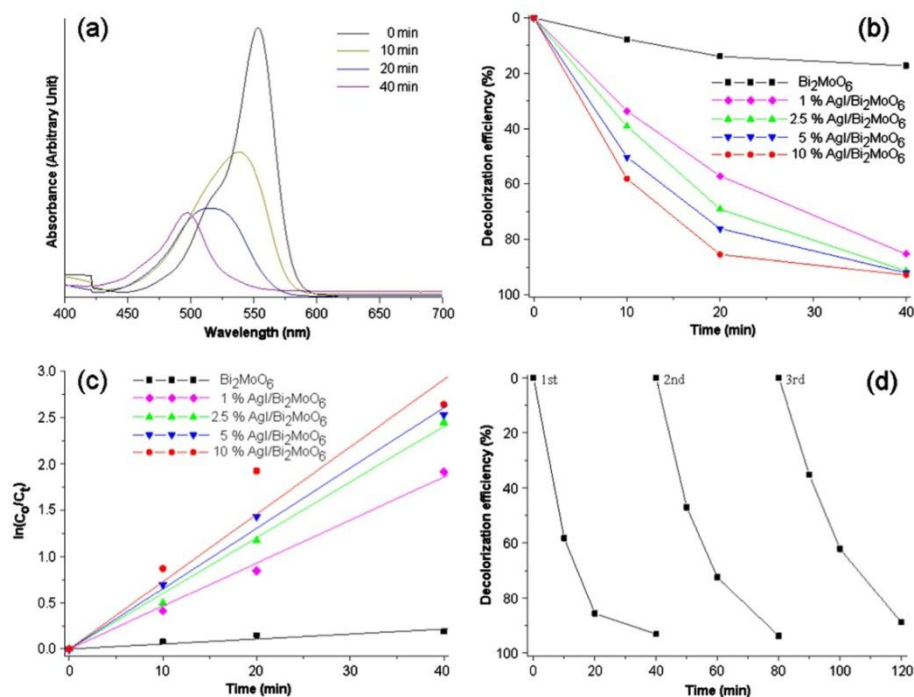 (a)
0 min
10 min
20 min
40 min
Absorbance (Arbitrary Unit)
400 450 500 550 600 650 700
Wavelength (nm)
(b)
0
20
40
60
80
100
Decolorization efficiency (%)
Bi2MoO6
1 % AgI/Bi2MoO6
2.5 % AgI/Bi2MoO6
5 % AgI/Bi2MoO6
10 % AgI/Bi2MoO6
0 10 20 30 40
Time (min)
(c)
3.0
2.5
2.0
1.5
1.0
0.5
0.0
ln(Co/Ct)
Bi2MoO6
1 % AgI/Bi2MoO6
2.5 % AgI/Bi2MoO6
5 % AgI/Bi2MoO6
10 % AgI/Bi2MoO6
0 10 20 30 40
Time (min)
(d)
1st 2nd 3rd
0
20
40
60
80
100
Decolorization efficiency (%)
0 20 40 60 80 100 120
Time (min)